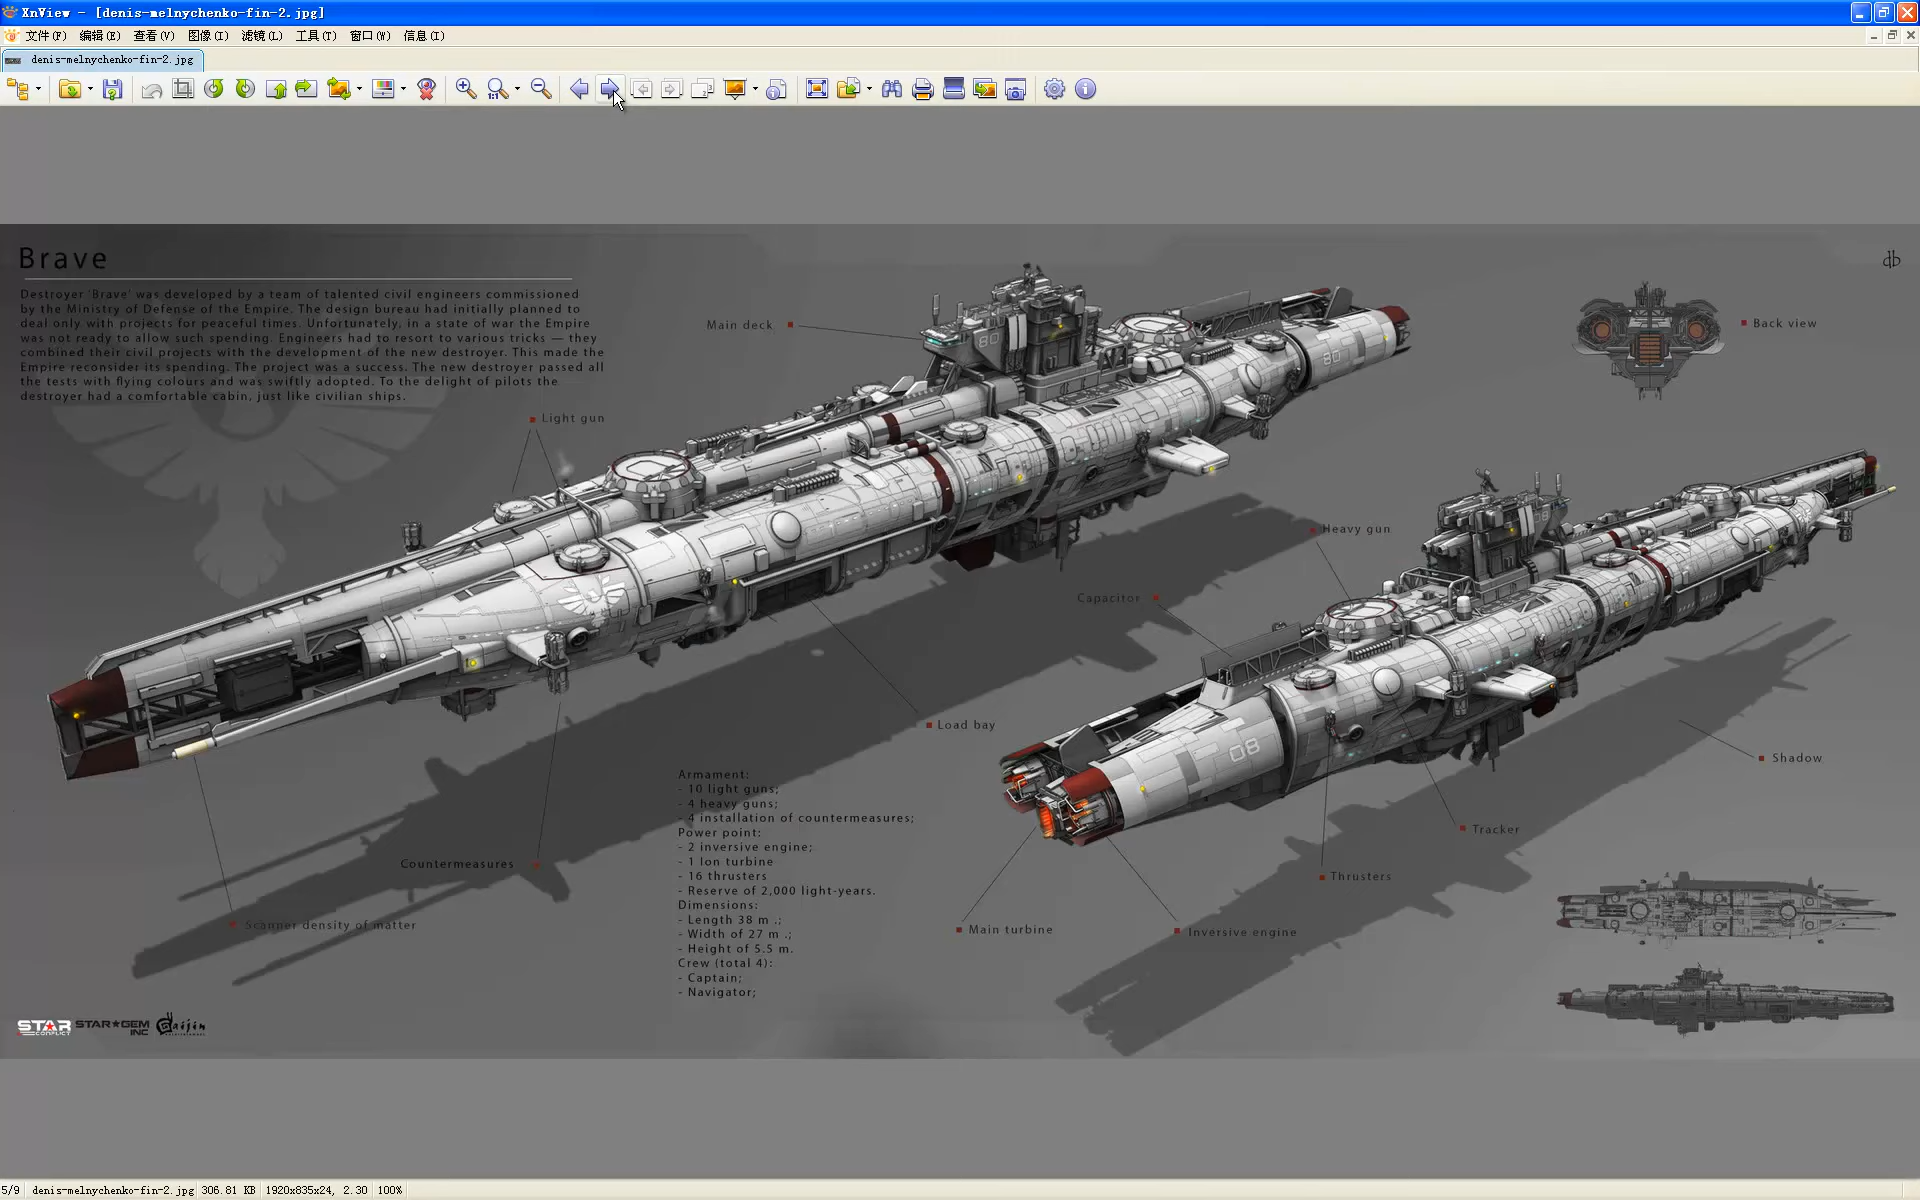 XnView - [denis-melnychenko-fin-2.jpg]
文件(F) 编辑(E) 查看(V) 图像(I) 滤镜(L) 工具(T) 窗口(W) 信息(I)
denis-melnychenko-fin-2.jpg
1:1
Brave
Destroyer 'Brave' was developed by a team of talented civil engineers commissioned
by the Ministry of Defense of the Empire. The design bureau had initially planned to
deal only with projects for peaceful times. Unfortunately, in a state of war the Empire
was not ready to allow such spending. Engineers had to resort to various tricks — they
combined their civil projects with the development of the new destroyer. This made the
Empire reconsider its spending. The project was a success. The new destroyer passed all
the tests with flying colours and was swiftly adopted. To the delight of pilots the
destroyer had a comfortable cabin, just like civilian ships.
db
Main deck
Back view
Light gun
80
80
Heavy gun
Capacitor
Load bay
08
Shadow
Tracker
Thrusters
Countermeasures
Scanner density of matter
Main turbine
Inversive engine
Armament:
- 10 light guns;
- 4 heavy guns;
- 4 installation of countermeasures;
Power point:
- 2 inversive engine;
- 1 Ion turbine
- 16 thrusters
- Reserve of 2,000 light-years.
Dimensions:
- Length 38 m .;
- Width of 27 m .;
- Height of 5.5 m.
Crew (total 4):
- Captain;
- Navigator;
STAR CONFLICT
STAR★GEM INC
Gaijin
5/9 denis-melnychenko-fin-2.jpg 306.81 KB 1920x835x24, 2.30 100%